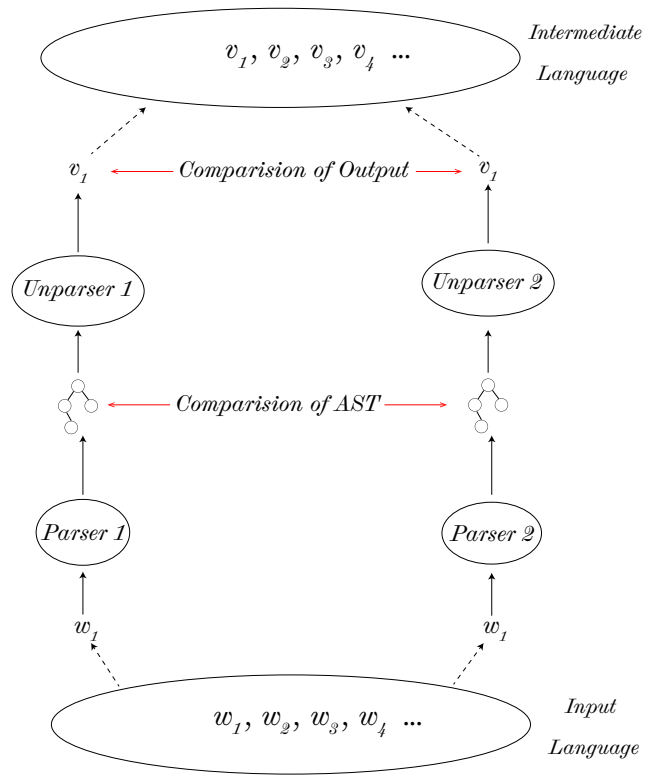 v₁, v₂, v₃, v₄ ...
Intermediate
Language
v₁ Comparision of Output v₁
Unparser 1
Unparser 2
Comparision of AST
Parser 1
Parser 2
w₁
w₁
w₁, w₂, w₃, w₄ ...
Input
Language